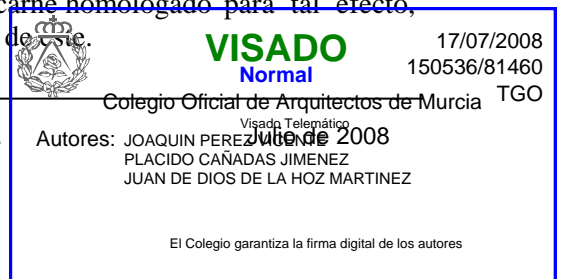 carné homologado para tal efecto,
de este.
VISADO
Normal
17/07/2008
150536/81460
TGO
Colegio Oficial de Arquitectos de Murcia
Visado Telemático
Julio de 2008
Autores: JOAQUIN PEREZ VICENTE
PLACIDO CAÑADAS JIMENEZ
JUAN DE DIOS DE LA HOZ MARTINEZ
El Colegio garantiza la firma digital de los autores